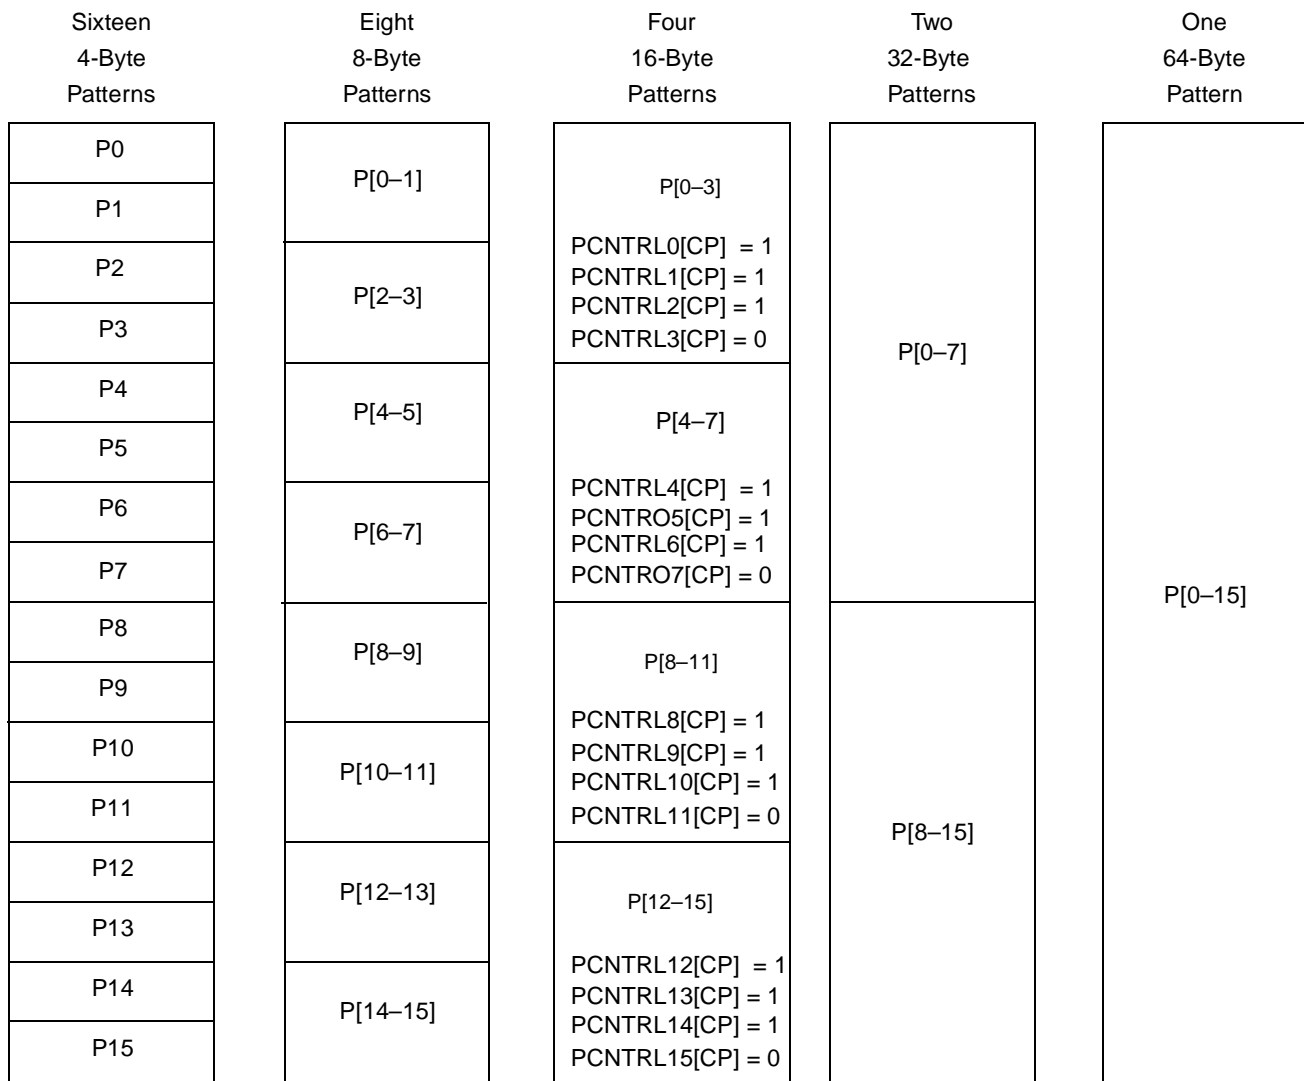 Sixteen
4-Byte
Patterns
P0
P1
P2
P3
P4
P5
P6
P7
P8
P9
P10
P11
P12
P13
P14
P15
Eight
8-Byte
Patterns
P[0–1]
P[2–3]
P[4–5]
P[6–7]
P[8–9]
P[10–11]
P[12–13]
P[14–15]
Four
16-Byte
Patterns
P[0–3]
PCNTRL0[CP] = 1
PCNTRL1[CP] = 1
PCNTRL2[CP] = 1
PCNTRL3[CP] = 0
P[4–7]
PCNTRL4[CP] = 1
PCNTRO5[CP] = 1
PCNTRL6[CP] = 1
PCNTRO7[CP] = 0
P[8–11]
PCNTRL8[CP] = 1
PCNTRL9[CP] = 1
PCNTRL10[CP] = 1
PCNTRL11[CP] = 0
P[12–15]
PCNTRL12[CP] = 1
PCNTRL13[CP] = 1
PCNTRL14[CP] = 1
PCNTRL15[CP] = 0
Two
32-Byte
Patterns
P[0–7]
P[8–15]
One
64-Byte
Pattern
P[0–15]